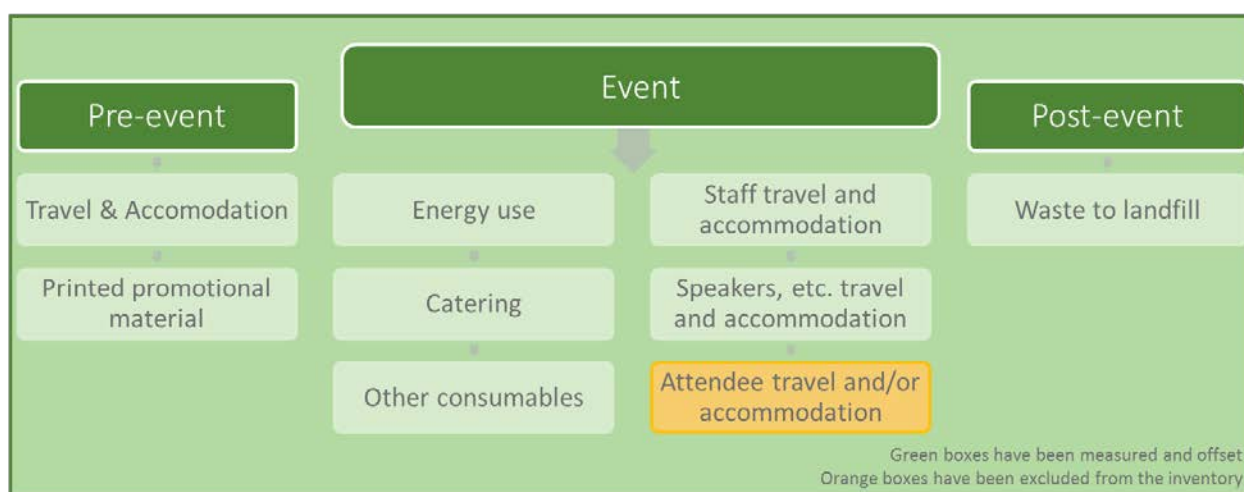 Pre-event
Travel & Accomodation
Printed promotional
material
Event
Energy use
Catering
Other consumables
Staff travel and
accommodation
Speakers, etc. travel
and accommodation
Attendee travel and/or
accommodation
Post-event
Waste to landfill
Green boxes have been measured and offset
Orange boxes have been excluded from the inventory